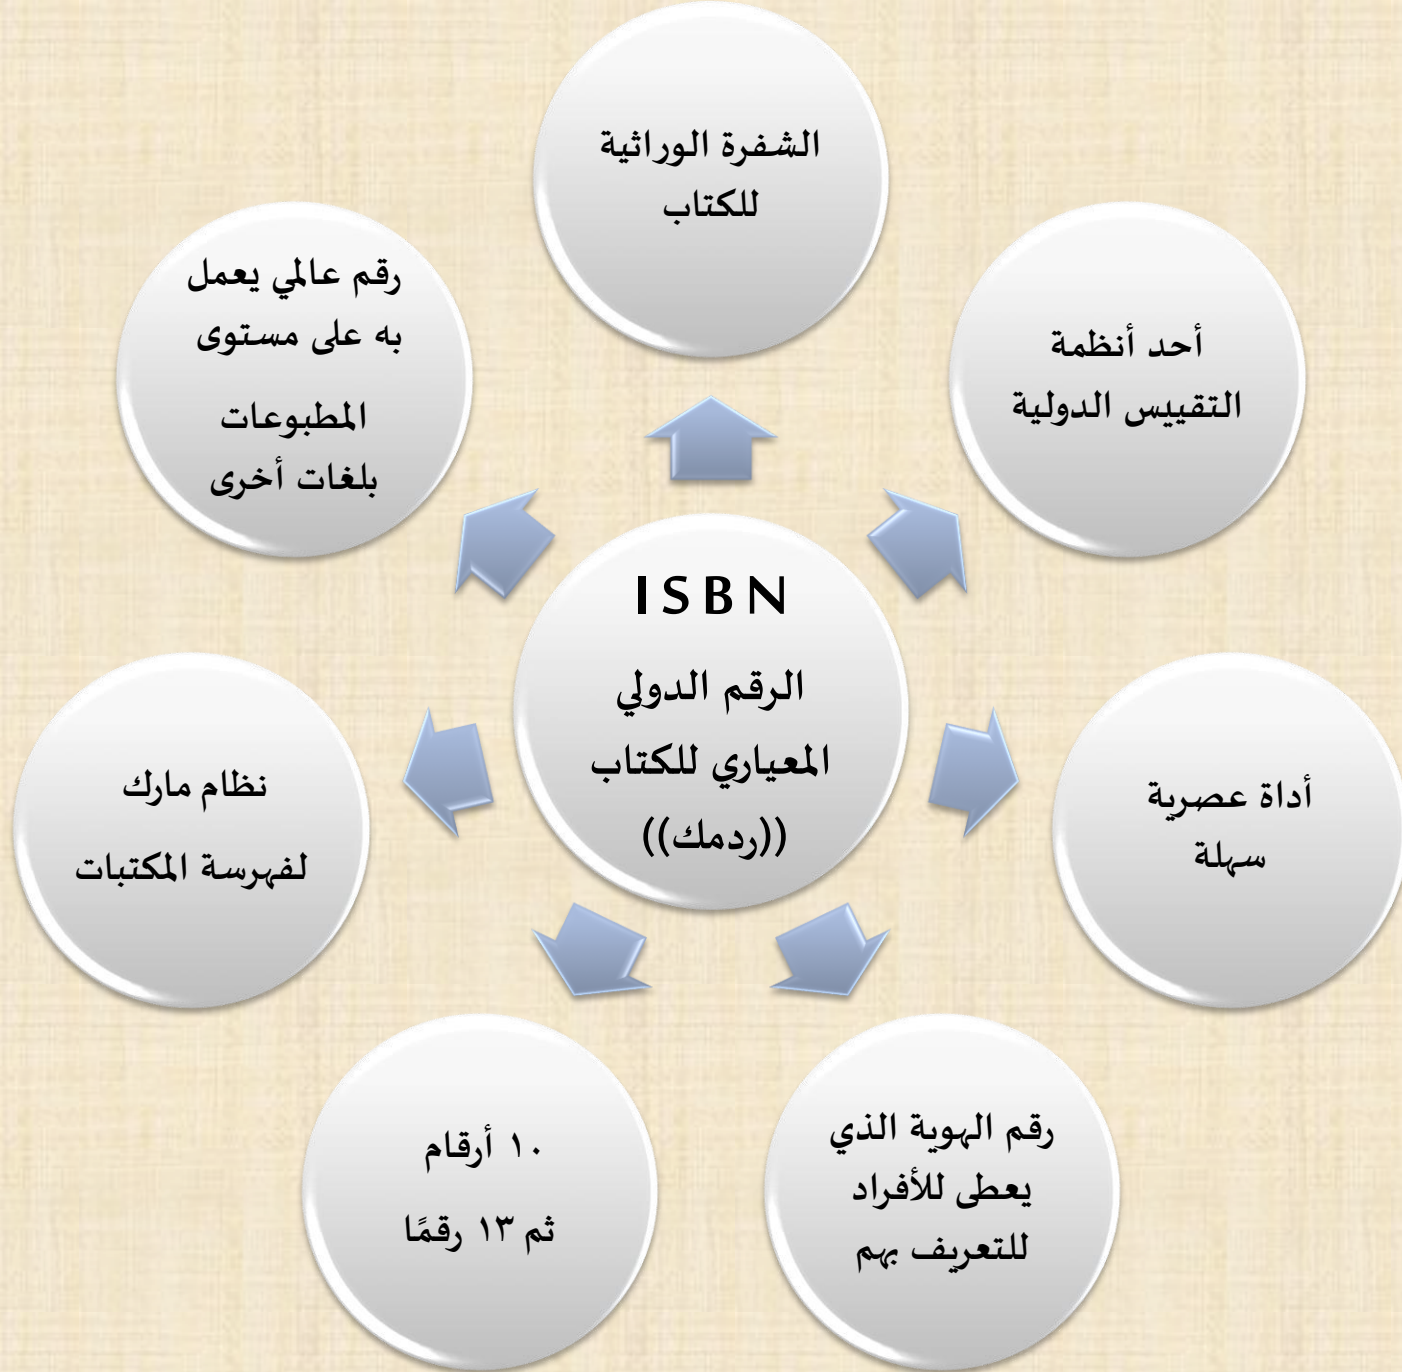 الشفرة الوراثية
للكتاب
أحد أنظمة
التقييس الدولية
أداة عصرية
سهلة
رقم الهوية الذي
يعطى للأفراد
للتعريف بهم
١٠ أرقام
ثم ١٣ رقمًا
نظام مارك
لفهرسة المكتبات
رقم عالمي يعمل
به على مستوى
المطبوعات
بلغات أخرى
ISBN
الرقم الدولي
المعياري للكتاب
((ردمك))